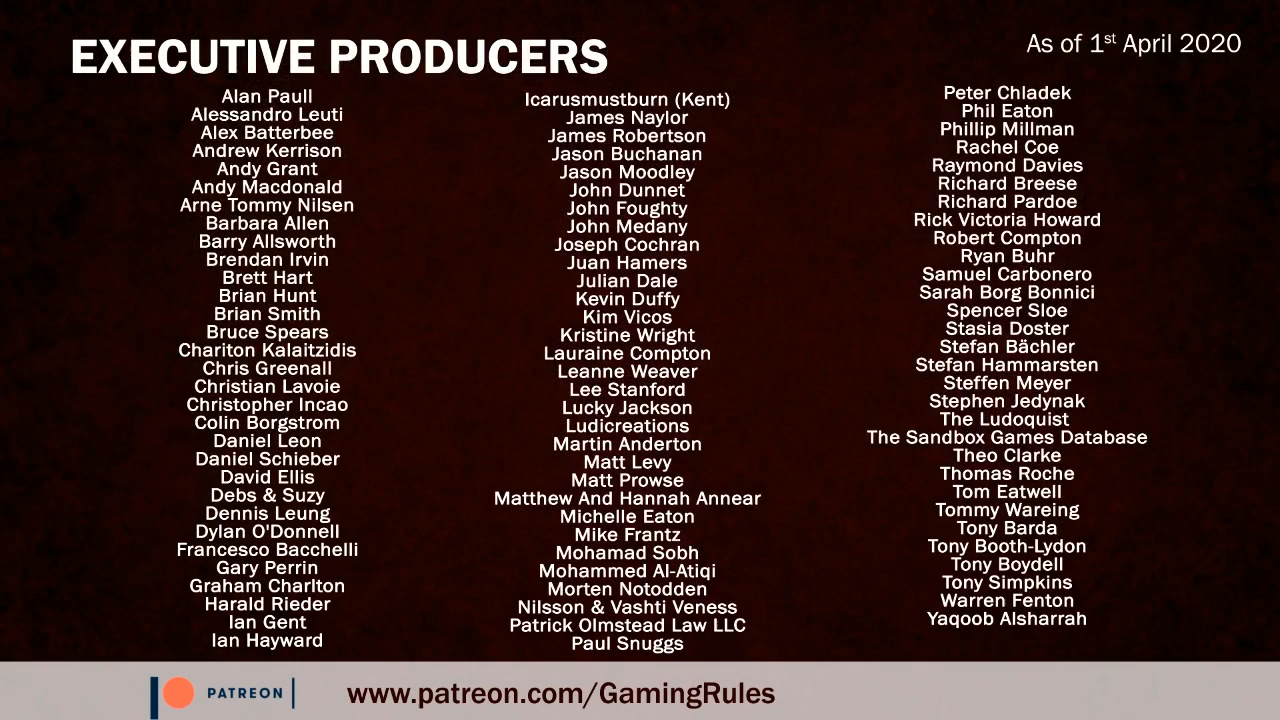 EXECUTIVE PRODUCERS
As of 1st April 2020
Alan Paull
Alessandro Leuti
Alex Batterbee
Andrew Kerrison
Andy Grant
Andy Macdonald
Arne Tommy Nilsen
Barbara Allen
Barry Allsworth
Brendan Irvin
Brett Hart
Brian Hunt
Brian Smith
Bruce Spears
Chariton Kalaitzidis
Chris Greenall
Christian Lavoie
Christopher Incao
Colin Borgstrom
Daniel Leon
Daniel Schieber
David Ellis
Debs & Suzy
Dennis Leung
Dylan O'Donnell
Francesco Bacchelli
Gary Perrin
Graham Charlton
Harald Rieder
Ian Gent
Ian Hayward
Icarusmustburn (Kent)
James Naylor
James Robertson
Jason Buchanan
Jason Moodley
John Dunnet
John Foughty
John Medany
Joseph Cochran
Juan Hamers
Julian Dale
Kevin Duffy
Kim Vicos
Kristine Wright
Lauraine Compton
Leanne Weaver
Lee Stanford
Lucky Jackson
Ludicreations
Martin Anderton
Matt Levy
Matt Prowse
Matthew And Hannah Annear
Michelle Eaton
Mike Frantz
Mohamad Sobh
Mohammed Al-Atiqi
Morten Notodden
Nilsson & Vashti Veness
Patrick Olmstead Law LLC
Paul Snuggs
Peter Chladek
Phil Eaton
Phillip Millman
Rachel Coe
Raymond Davies
Richard Breese
Richard Pardoe
Rick Victoria Howard
Robert Compton
Ryan Buhr
Samuel Carbonero
Sarah Borg Bonnici
Spencer Sloe
Stasia Doster
Stefan Bächler
Stefan Hammarsten
Steffen Meyer
Stephen Jedynak
The Ludoquist
The Sandbox Games Database
Theo Clarke
Thomas Roche
Tom Eatwell
Tommy Wareing
Tony Barda
Tony Booth-Lydon
Tony Boydell
Tony Simpkins
Warren Fenton
Yaqoob Alsharrah
PATREON
www.patreon.com/GamingRules